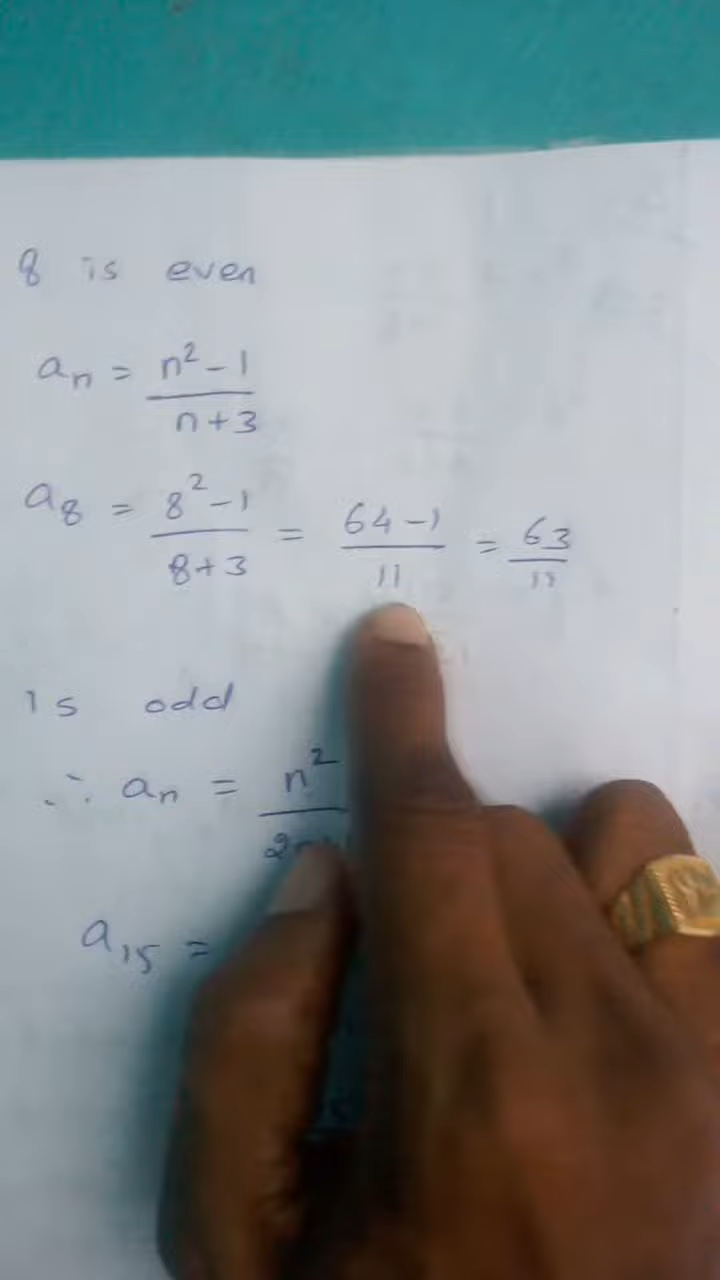 8 is even
aₙ = n² - 1 / n + 3
a₈ = 8² - 1 / 8 + 3 = 64 - 1 / 11 = 63 / 11
is odd
∴ aₙ = n² / 2
a₁₅ =